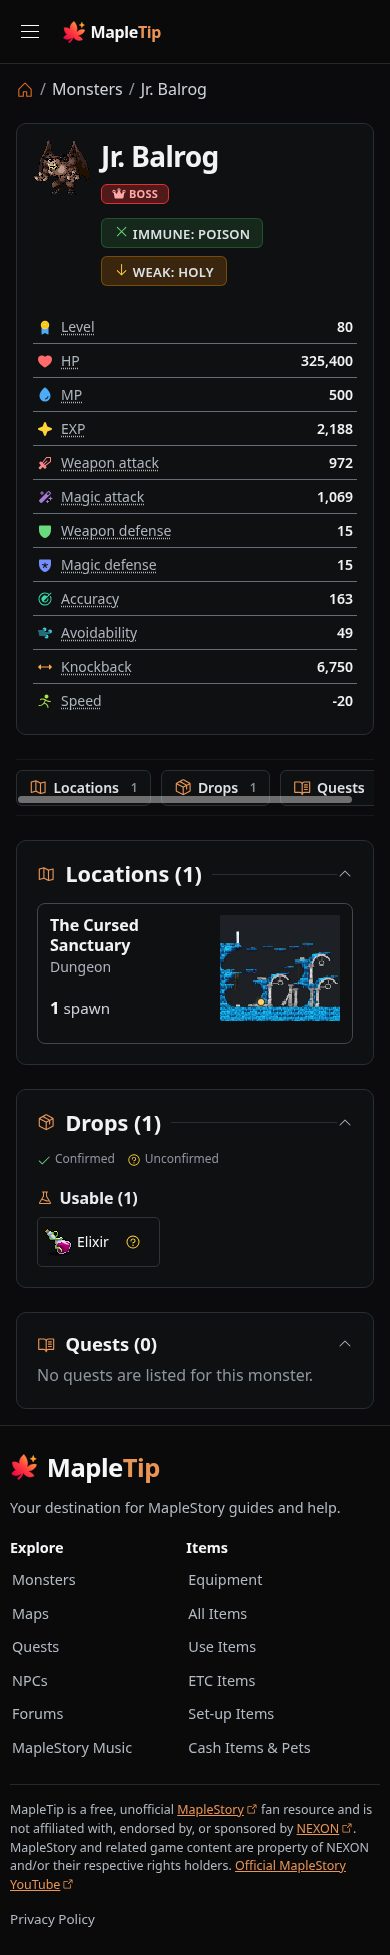 MapleTip
/ Monsters / Jr. Balrog
Jr. Balrog
BOSS
IMMUNE: POISON
WEAK: HOLY
Level 80
HP 325,400
MP 500
EXP 2,188
Weapon attack 972
Magic attack 1,069
Weapon defense 15
Magic defense 15
Accuracy 163
Avoidability 49
Knockback 6,750
Speed -20
Locations 1 Drops 1 Quests
Locations (1)
The Cursed
Sanctuary
Dungeon
1 spawn
Drops (1)
Confirmed Unconfirmed
Usable (1)
Elixir
Quests (0)
No quests are listed for this monster.
MapleTip
Your destination for MapleStory guides and help.
Explore Items
Monsters Equipment
Maps All Items
Quests Use Items
NPCs ETC Items
Forums Set-up Items
MapleStory Music Cash Items & Pets
MapleTip is a free, unofficial MapleStory fan resource and is
not affiliated with, endorsed by, or sponsored by NEXON.
MapleStory and related game content are property of NEXON
and/or their respective rights holders. Official MapleStory
YouTube
Privacy Policy